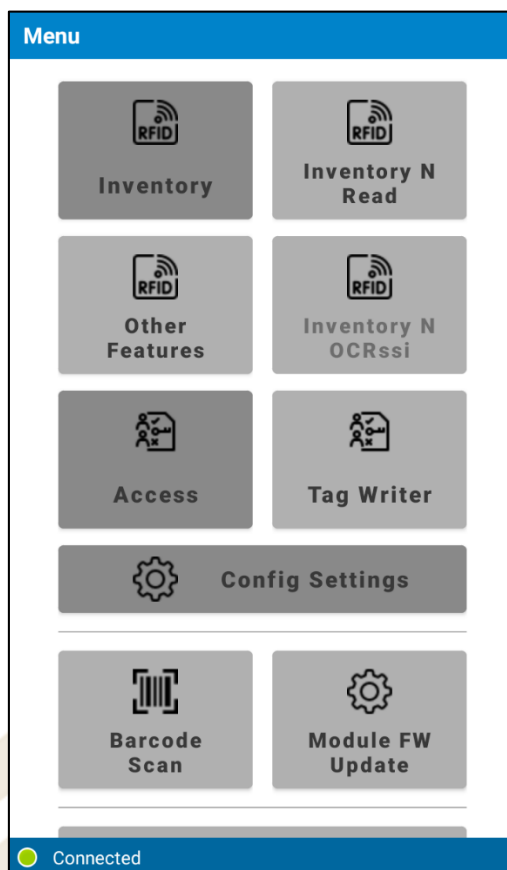 Menu
RFID
Inventory
RFID
Inventory N
Read
RFID
Other
Features
RFID
Inventory N
OCRssi
Access
Tag Writer
Config Settings
Barcode
Scan
Module FW
Update
Connected